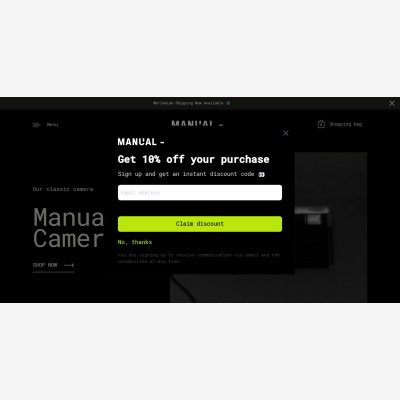 Worldwide Shipping Now Available
Menu
MANUAL -
Shopping bag
MANUAL -
Get 10% off your purchase
Sign up and get an instant discount code 👀
Email address
Claim discount
No, thanks
You are signing up to receive communication via email and can
unsubscribe at any time.
Our classic camera
Manua
Camer
SHOP NOW